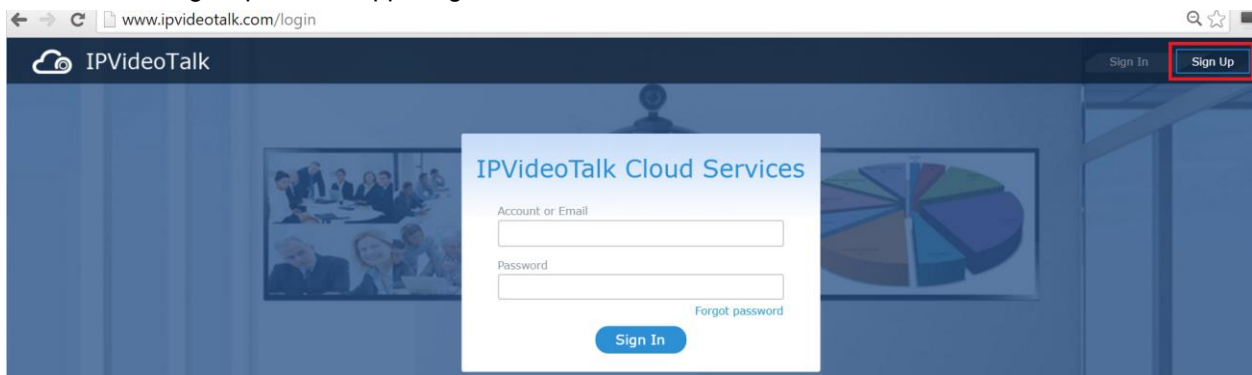 www.ipvideotalk.com/login
IPVideoTalk
Sign In
Sign Up
IPVideoTalk Cloud Services
Account or Email
Password
Forgot password
Sign In